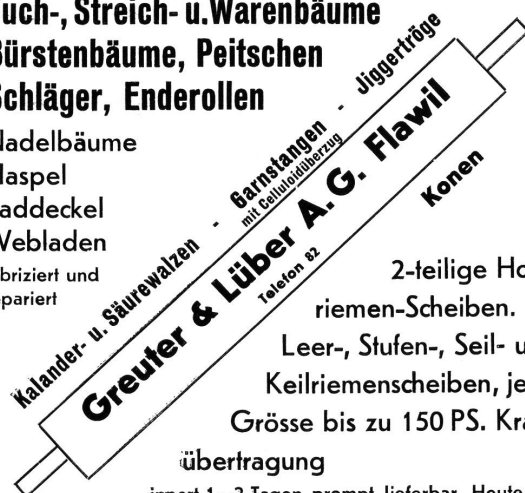 uch-, Streich- u. Warenbäume
ürstenbäume, Peitschen
chläger, Enderollen
adelbäume
aspel
addeckel
Webladen
briziert und
pariert
Kalander- u. Säurewalzen - Garnstangen - Jiggertröge
mit Celluloidüberzug
Greuter & Lüber A.G. Flawil
Telefon 82
Konen
2-teilige Ho
riemen-Scheiben.
Leer-, Stufen-, Seil- u
Keilriemenscheiben, je
Grösse bis zu 150 PS. Kra
übertragung